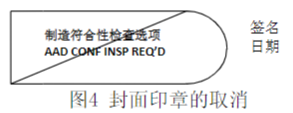 制造符合性检查选项
AAD CONF INSP REQ'D
签名
日期
图4 封面印章的取消